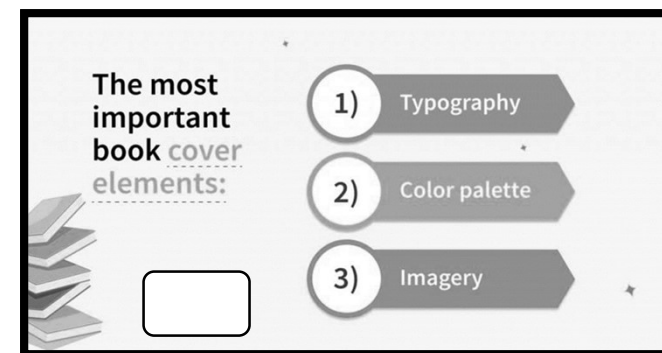 The most
important
book cover
elements:
1) Typography
2) Color palette
3) Imagery